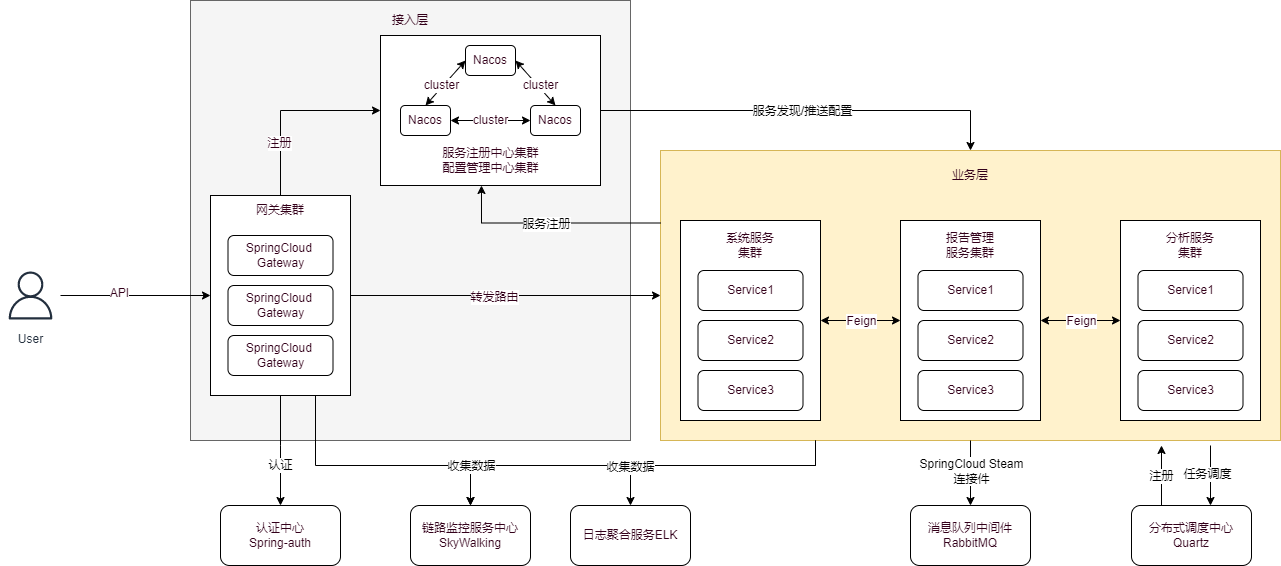 接入层
Nacos
cluster
cluster
Nacos
cluster
Nacos
服务注册中心集群
配置管理中心集群
服务发现/推送配置
注册
业务层
网关集群
SpringCloud
Gateway
SpringCloud
Gateway
SpringCloud
Gateway
服务注册
User
API
转发路由
系统服务
集群
Service1
Service2
Service3
Feign
报告管理
服务集群
Service1
Service2
Service3
Feign
分析服务
集群
Service1
Service2
Service3
认证
收集数据
收集数据
SpringCloud Steam
连接件
注册
任务调度
认证中心
Spring-auth
链路监控服务中心
SkyWalking
日志聚合服务ELK
消息队列中间件
RabbitMQ
分布式调度中心
Quartz